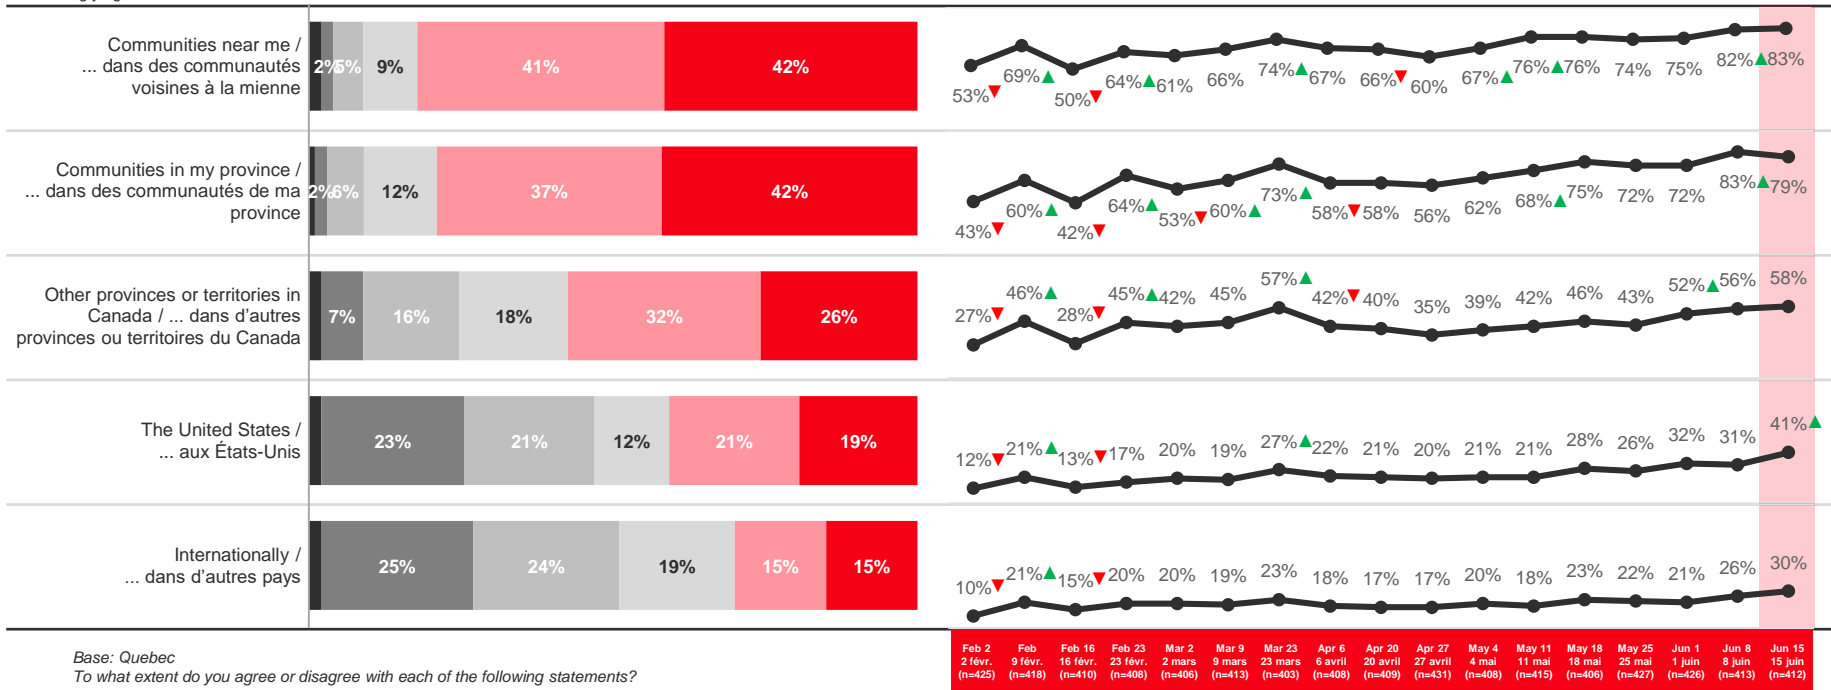 Communities near me /
... dans des communautés
voisines à la mienne
2%
5%
9%
41%
42%
53%
69%
50%
64%
61%
66%
74%
67%
66%
60%
67%
76%
76%
74%
75%
82%
83%
Communities in my province /
... dans des communautés de ma
province
2%
6%
12%
37%
42%
43%
60%
42%
64%
53%
60%
73%
58%
58%
56%
62%
68%
75%
72%
72%
83%
79%
Other provinces or territories in
Canada / ... dans d'autres
provinces ou territoires du Canada
7%
16%
18%
32%
26%
27%
46%
28%
45%
42%
45%
57%
42%
40%
35%
39%
42%
46%
43%
52%
56%
58%
The United States /
... aux États-Unis
23%
21%
12%
21%
19%
12%
21%
13%
17%
20%
19%
27%
22%
21%
20%
21%
21%
28%
26%
32%
31%
41%
Internationally /
... dans d'autres pays
25%
24%
19%
15%
15%
10%
21%
15%
20%
20%
19%
23%
18%
17%
17%
20%
18%
23%
22%
21%
26%
30%
Feb 2
2 févr.
(n=425)
Feb
9 févr.
(n=418)
Feb 16
16 févr.
(n=410)
Feb 23
23 févr.
(n=408)
Mar 2
2 mars
(n=406)
Mar 9
9 mars
(n=413)
Mar 23
23 mars
(n=403)
Apr 6
6 avril
(n=408)
Apr 20
20 avril
(n=409)
Apr 27
27 avril
(n=431)
May 4
4 mai
(n=408)
May 11
11 mai
(n=415)
May 18
18 mai
(n=406)
May 25
25 mai
(n=427)
Jun 1
1 juin
(n=426)
Jun 8
8 juin
(n=413)
Jun 15
15 juin
(n=412)
Base: Quebec
To what extent do you agree or disagree with each of the following statements?